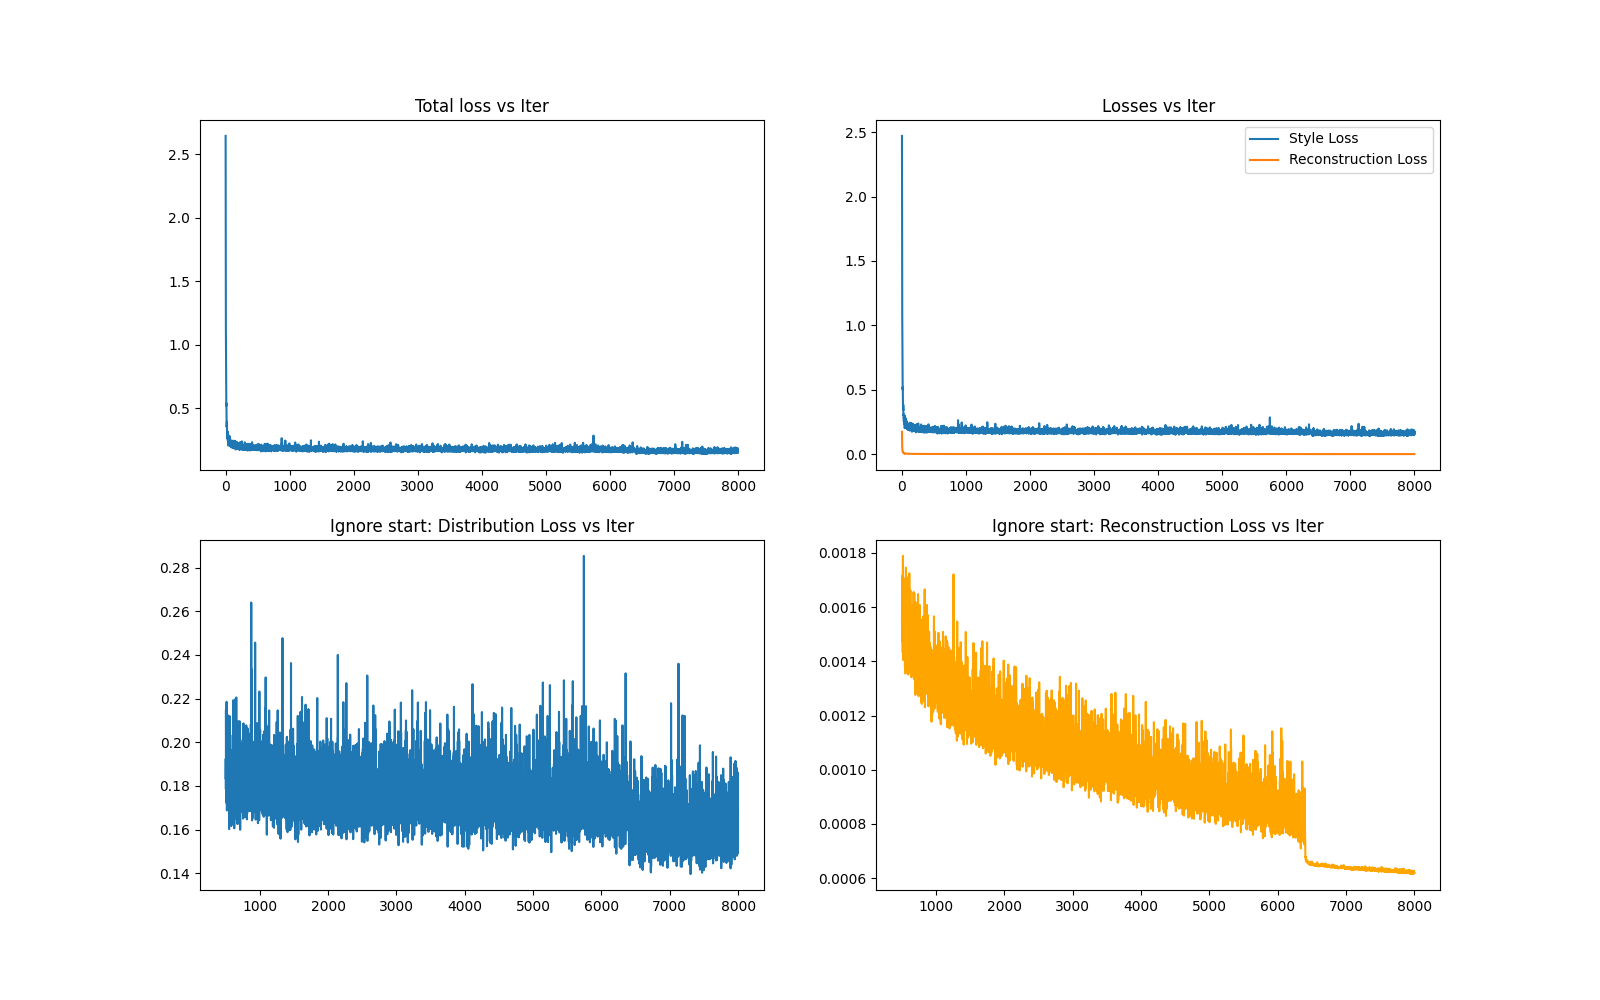 Total loss vs Iter
2.5
2.0
1.5
1.0
0.5
0 1000 2000 3000 4000 5000 6000 7000 8000
Losses vs Iter
Style Loss
Reconstruction Loss
2.5
2.0
1.5
1.0
0.5
0.0
0 1000 2000 3000 4000 5000 6000 7000 8000
Ignore start: Distribution Loss vs Iter
0.28
0.26
0.24
0.22
0.20
0.18
0.16
0.14
1000 2000 3000 4000 5000 6000 7000 8000
Ignore start: Reconstruction Loss vs Iter
0.0018
0.0016
0.0014
0.0012
0.0010
0.0008
0.0006
1000 2000 3000 4000 5000 6000 7000 8000